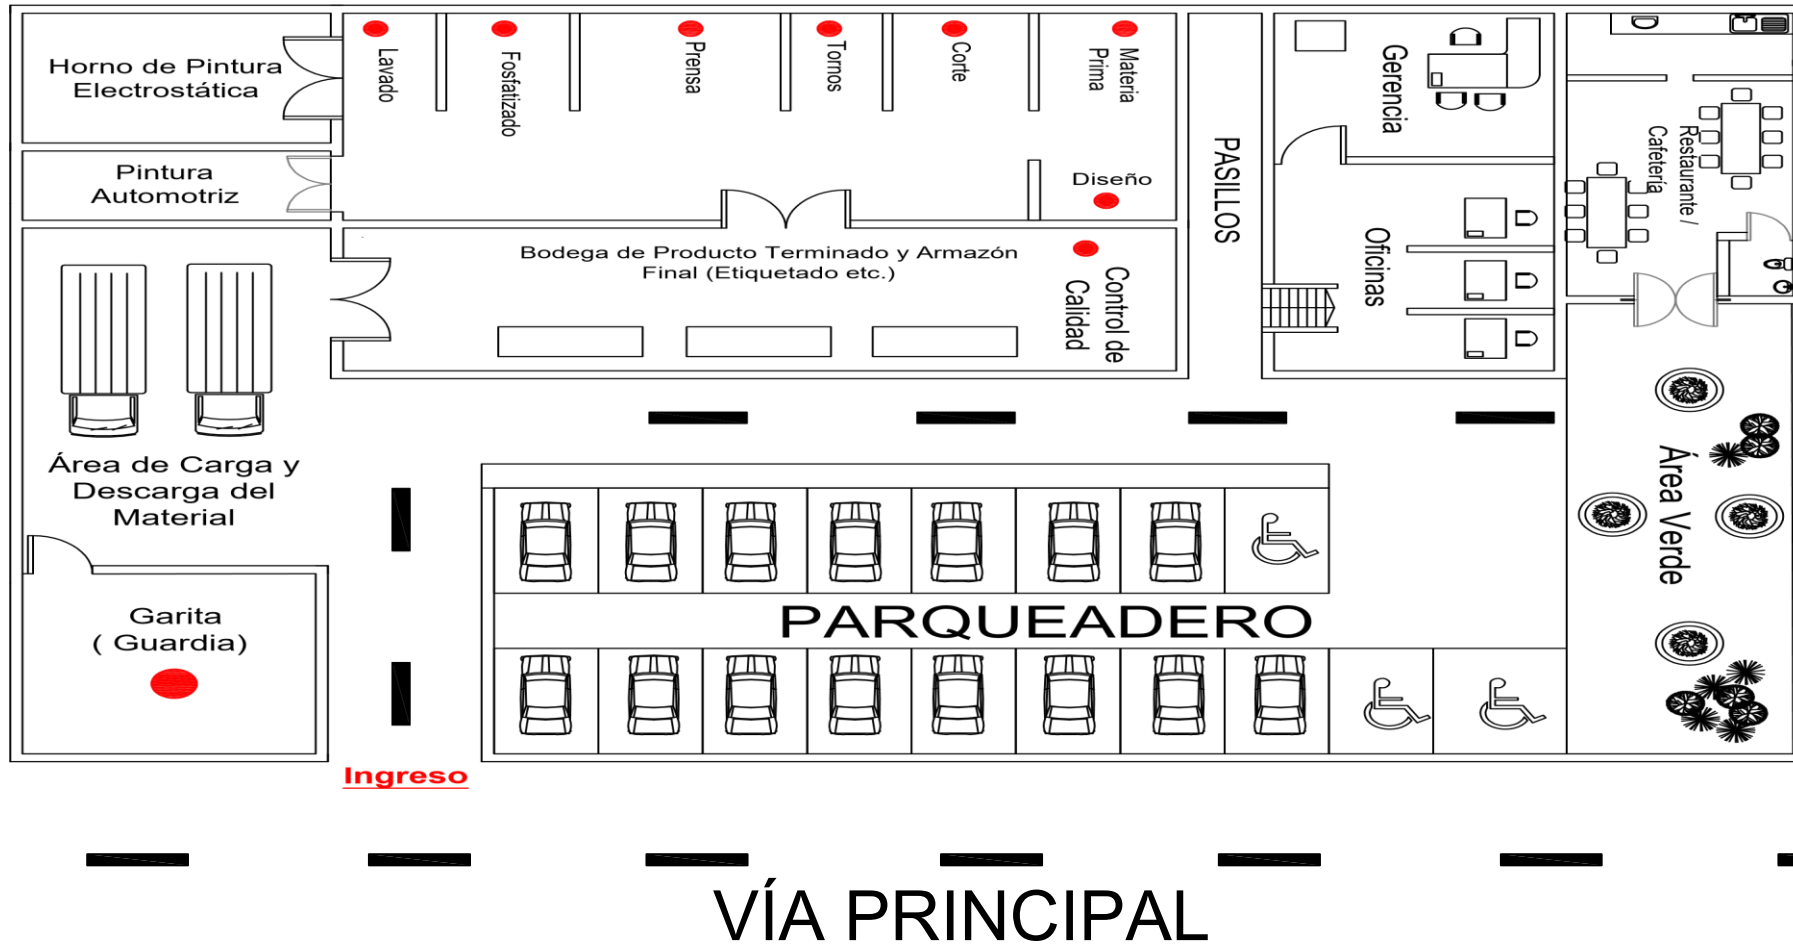 Horno de Pintura
Electrostática
Lavado
Fosfatizado
Prensa
Tornos
Corte
Materia
Prima
Gerencia
Restaurante /
Cafetería
Pintura
Automotriz
Diseño
PASILLOS
Bodega de Producto Terminado y Armazón
Final (Etiquetado etc.)
Control de
Calidad
Oficinas
Área de Carga y
Descarga del
Material
Área Verde
Garita
( Guardia)
PARQUEADERO
Ingreso
VÍA PRINCIPAL